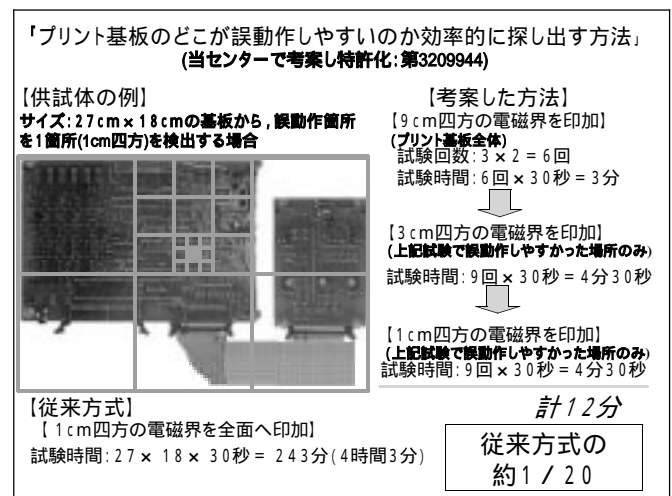 「プリント基板のどこが誤動作しやすいのか効率的に探し出す方法」
(当センターで考案し特許化:第3209944)
【供試体の例】
サイズ:27cm×18cmの基板から,誤動作箇所
を1箇所(1cm四方)を検出する場合
【考案した方法】
【9cm四方の電磁界を印加】
(プリント基板全体)
試験回数:3×2=6回
試験時間:6回×30秒=3分
【3cm四方の電磁界を印加】
(上記試験で誤動作しやすかった場所のみ)
試験時間:9回×30秒=4分30秒
【1cm四方の電磁界を印加】
(上記試験で誤動作しやすかった場所のみ)
試験時間:9回×30秒=4分30秒
計12分
【従来方式】
【1cm四方の電磁界を全面へ印加】
試験時間:27×18×30秒=243分(4時間3分)
従来方式の
約1/20